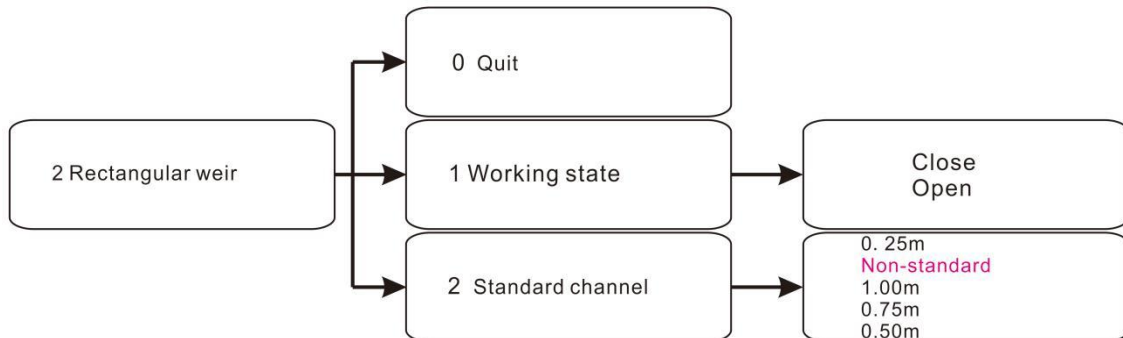 0 Quit
2 Rectangular weir
1 Working state
Close
Open
2 Standard channel
0. 25m
Non-standard
1.00m
0.75m
0.50m